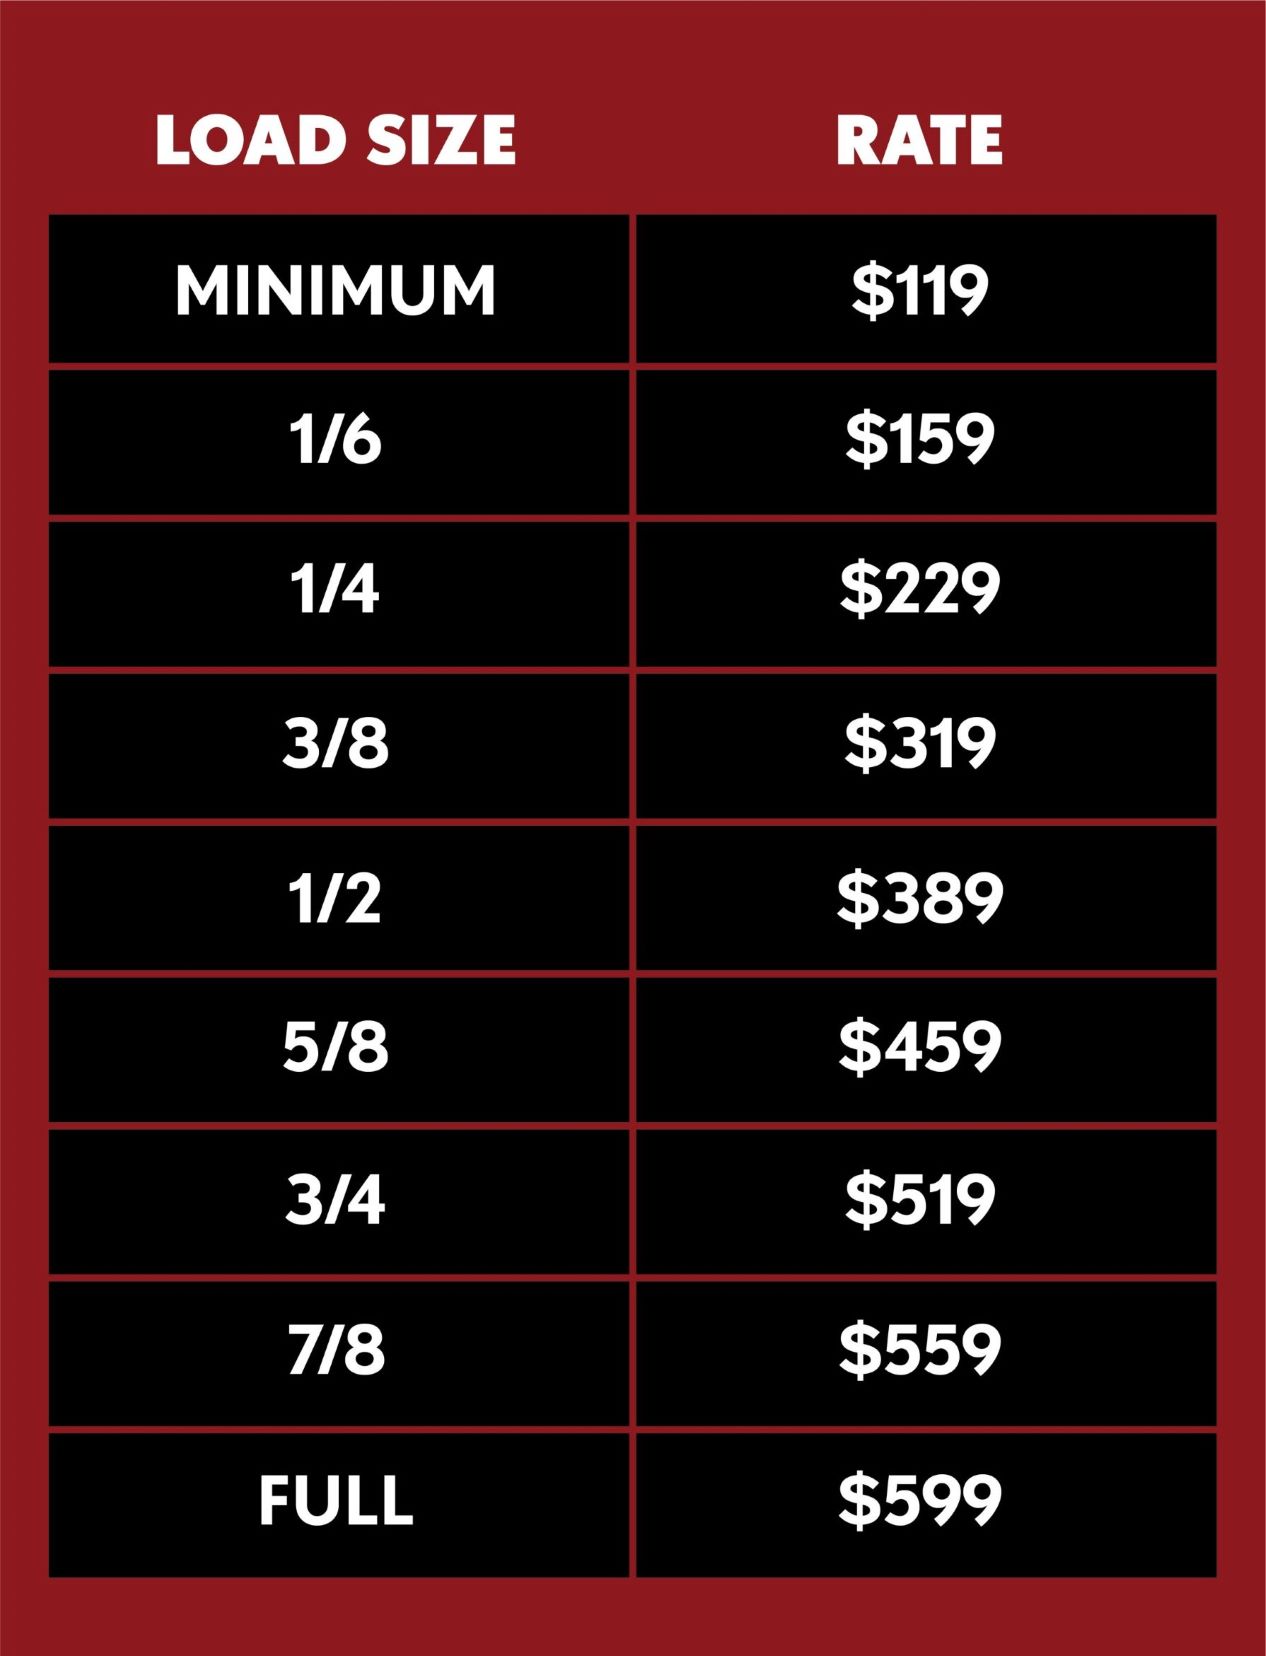 LOAD SIZE RATE
MINIMUM $119
1/6 $159
1/4 $229
3/8 $319
1/2 $389
5/8 $459
3/4 $519
7/8 $559
FULL $599